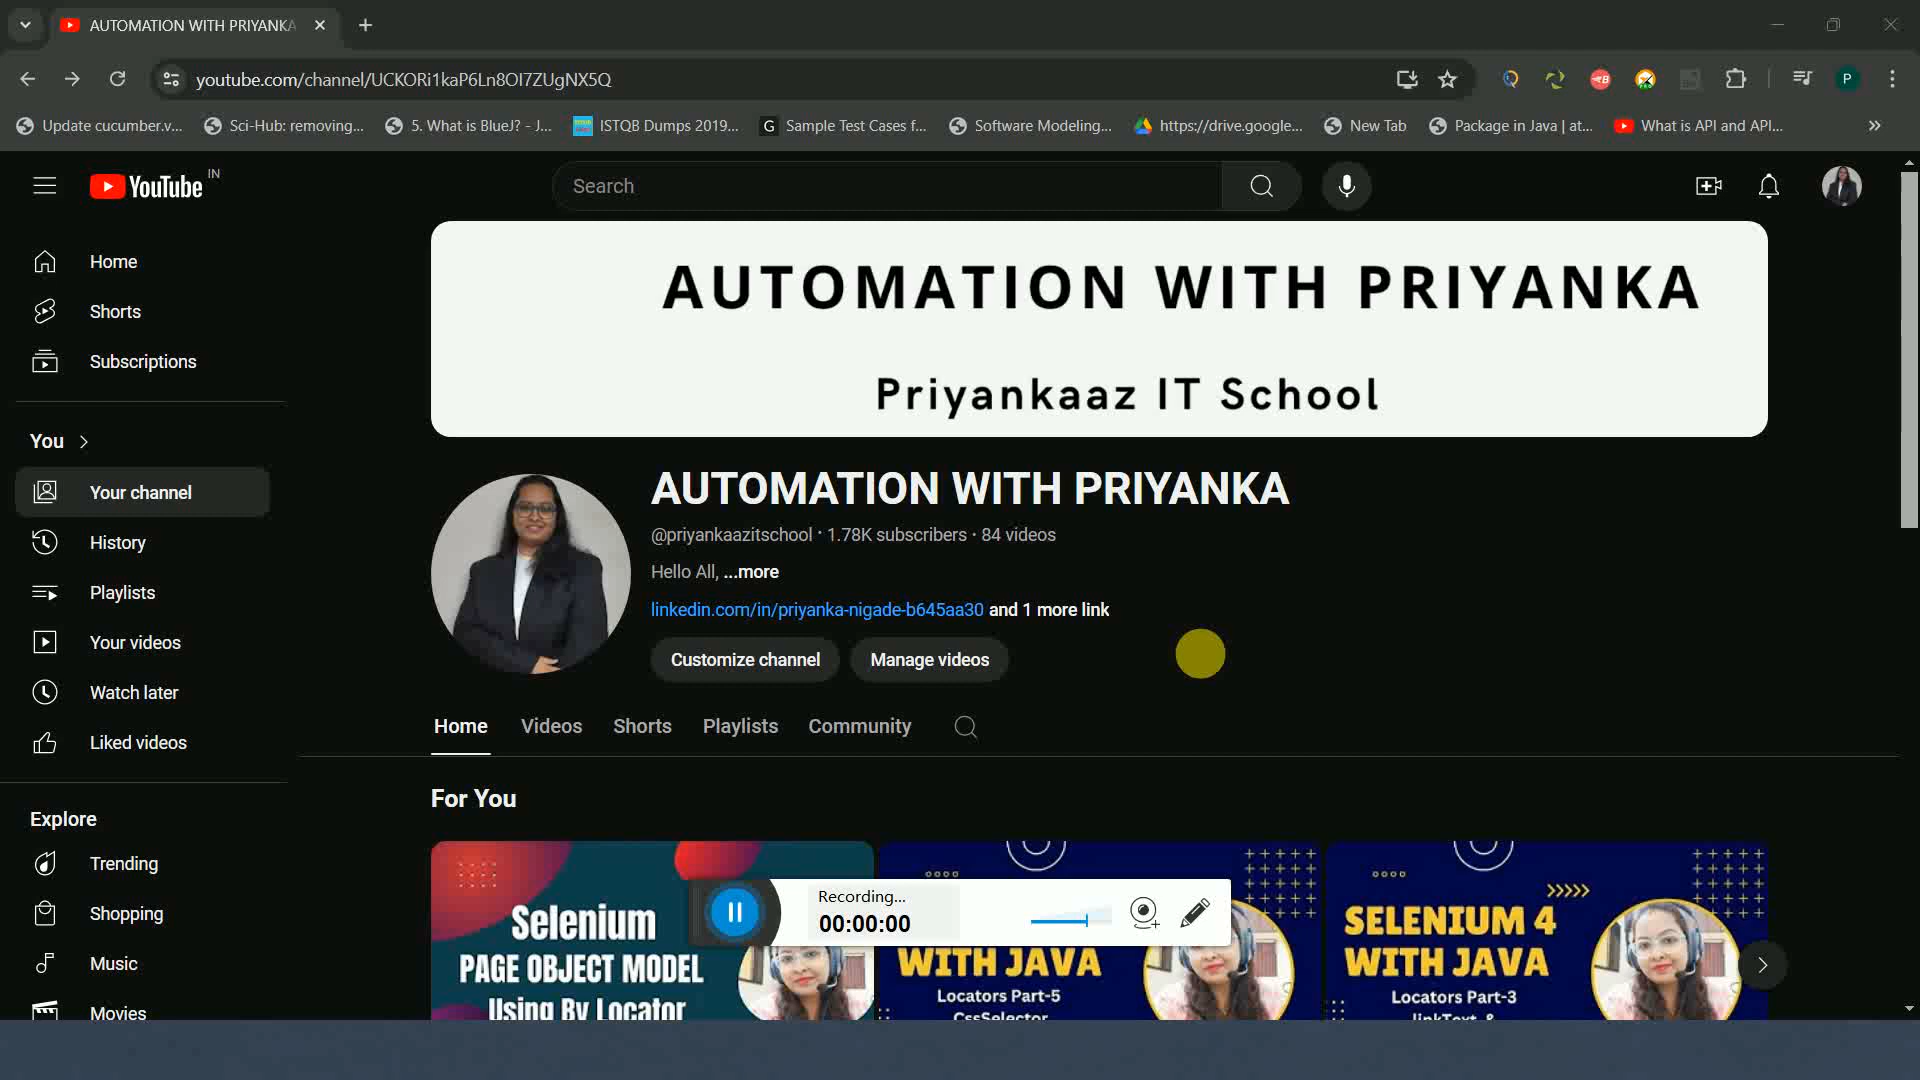 AUTOMATION WITH PRIYANKA
youtube.com/channel/UCKORi1kaP6Ln8OI7ZUgNX5Q
P
Update cucumber.v...
Sci-Hub: removing...
5. What is BlueJ? - J...
ISTQB Dumps 2019...
G
Sample Test Cases f...
Software Modeling...
https://drive.google...
New Tab
Package in Java | at...
What is API and API...
YouTube IN
Search
Home
Shorts
Subscriptions
You
Your channel
History
Playlists
Your videos
Watch later
Liked videos
Explore
Trending
Shopping
Music
Movies
AUTOMATION WITH PRIYANKA
Priyankaaz IT School
AUTOMATION WITH PRIYANKA
@priyankaazitschool · 1.78K subscribers · 84 videos
Hello All, ...more
linkedin.com/in/priyanka-nigade-b645aa30 and 1 more link
Customize channel
Manage videos
Home
Videos
Shorts
Playlists
Community
For You
Selenium
PAGE OBJECT MODEL
Using By Locator
Recording...
00:00:00
WITH JAVA
Locators Part-5
CssSelector
SELENIUM 4
WITH JAVA
Locators Part-3
linkText &